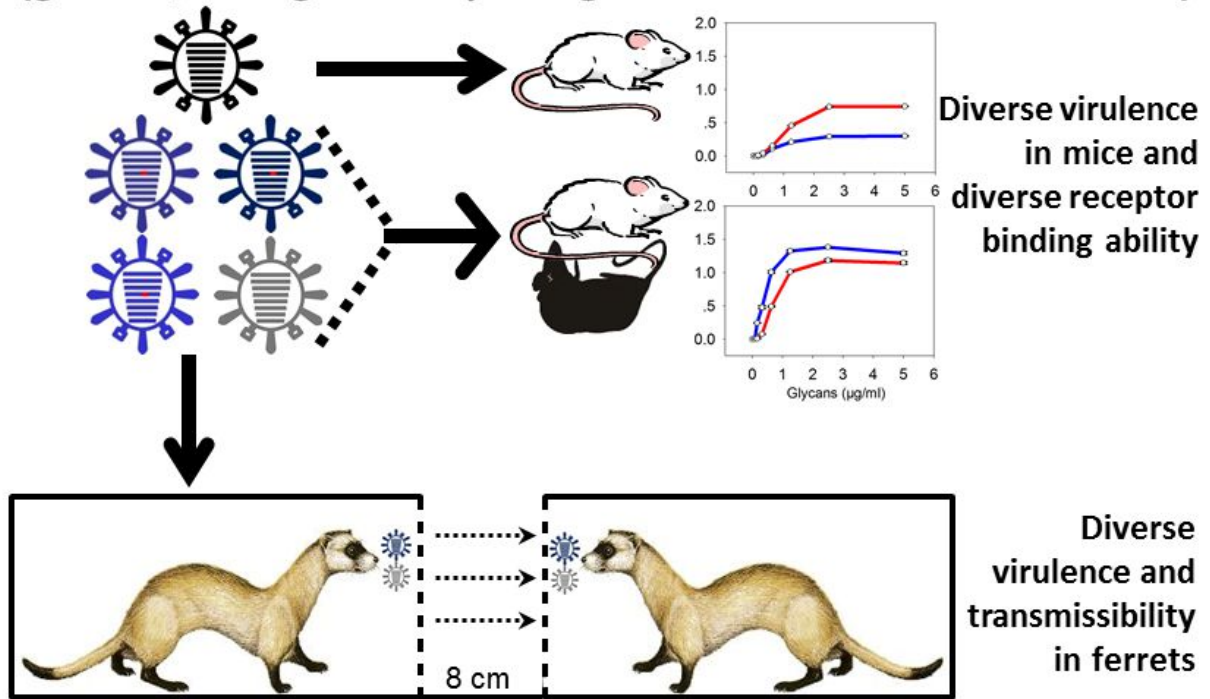 2.0
1.5
1.0
.5
0.0
0 1 2 3 4 5 6
Diverse virulence
in mice and
diverse receptor
binding ability
2.0
1.5
1.0
.5
0.0
0 1 2 3 4 5 6
Glycans (µg/ml)
8 cm
Diverse
virulence and
transmissibility
in ferrets